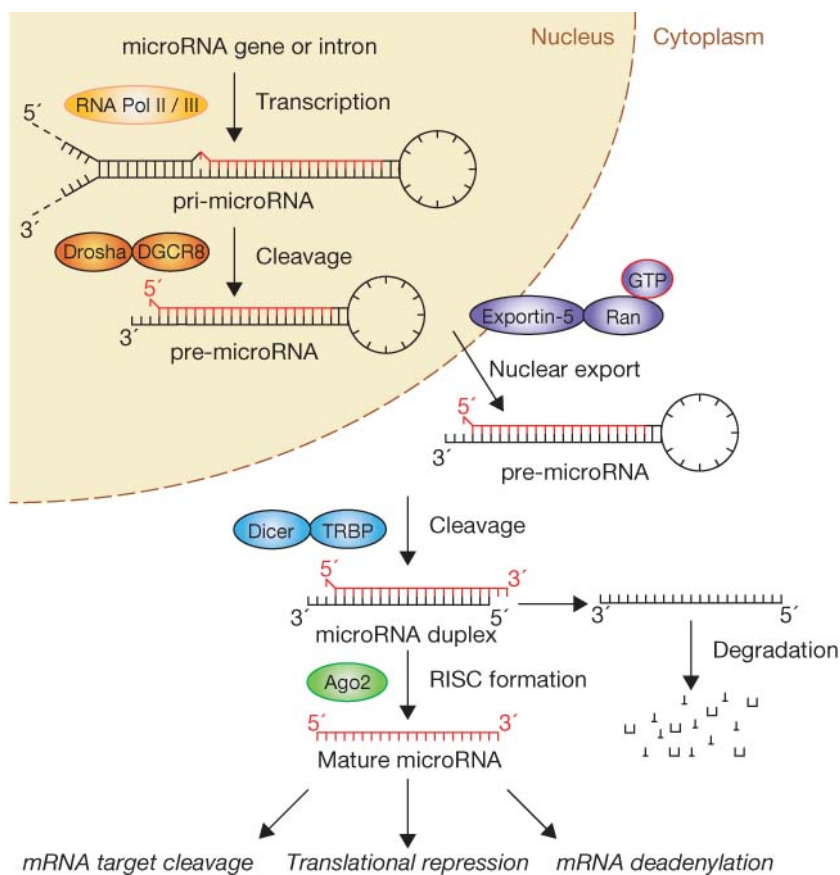 microRNA gene or intron
Nucleus
Cytoplasm
RNA Pol II / III
Transcription
5´
3´
pri-microRNA
Drosha
DGCR8
Cleavage
5´
3´
pre-microRNA
GTP
Exportin-5
Ran
Nuclear export
5´
3´
pre-microRNA
Dicer
TRBP
Cleavage
5´
3´
3´
5´
microRNA duplex
3´
5´
Degradation
Ago2
RISC formation
5´
3´
Mature microRNA
mRNA target cleavage
Translational repression
mRNA deadenylation